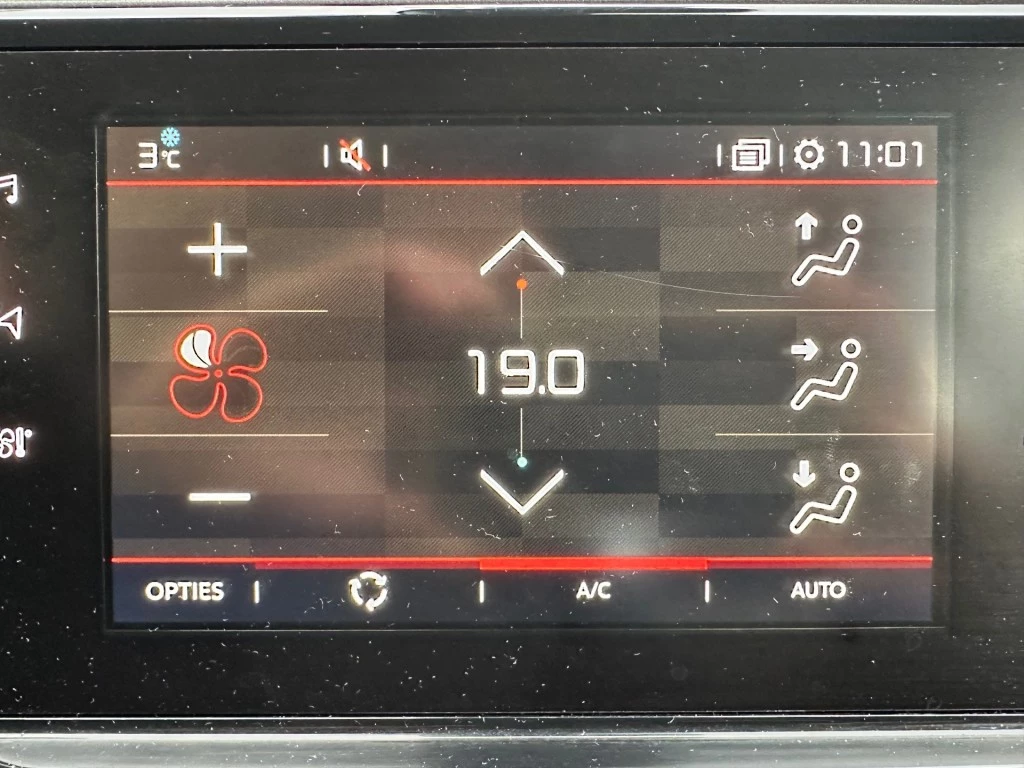 3°C 11:01
19.0
OPTIES A/C AUTO